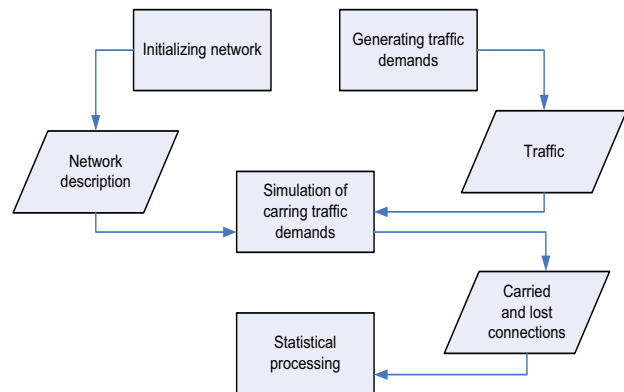 Initializing network
Generating traffic
demands
Network
description
Traffic
Simulation of
carring traffic
demands
Carried
and lost
connections
Statistical
processing